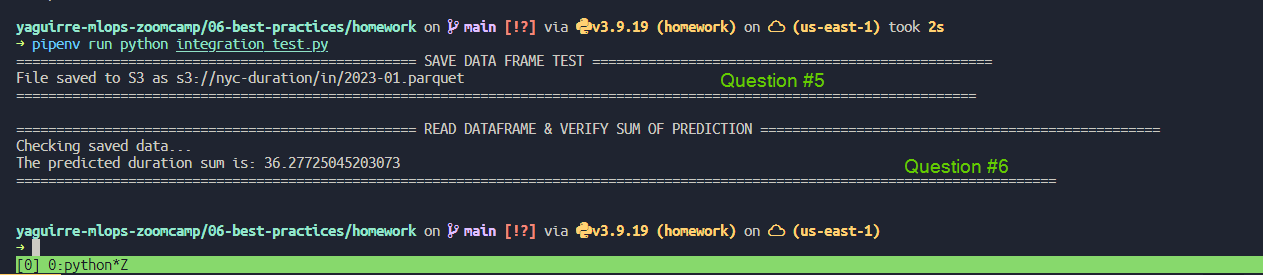 yaguirre-mlops-zoomcamp/06-best-practices/homework on main [!?] via v3.9.19 (homework) on (us-east-1) took 2s
→ pipenv run python integration_test.py
================================================== SAVE DATA FRAME TEST ==================================================
File saved to S3 as s3://nyc-duration/in/2023-01.parquet
Question #5
========================================================================================================================
================================================== READ DATAFRAME & VERIFY SUM OF PREDICTION ==================================================
Checking saved data...
The predicted duration sum is: 36.27725045203073
Question #6
==================================================================================================================================
yaguirre-mlops-zoomcamp/06-best-practices/homework on main [!?] via v3.9.19 (homework) on (us-east-1)
→
[0] 0:python*Z